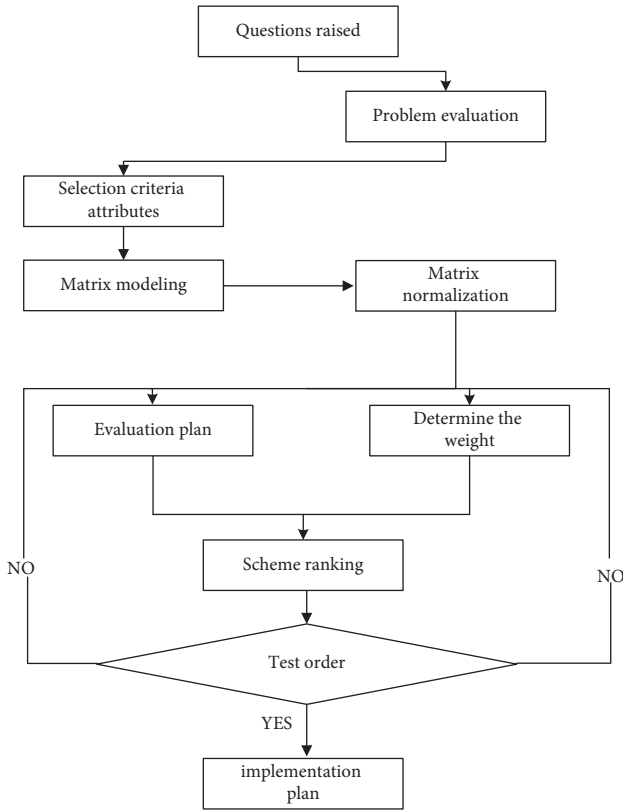 Questions raised
Problem evaluation
Selection criteria
attributes
Matrix modeling
Matrix
normalization
Evaluation plan
Determine the
weight
Scheme ranking
NO
NO
Test order
YES
implementation
plan